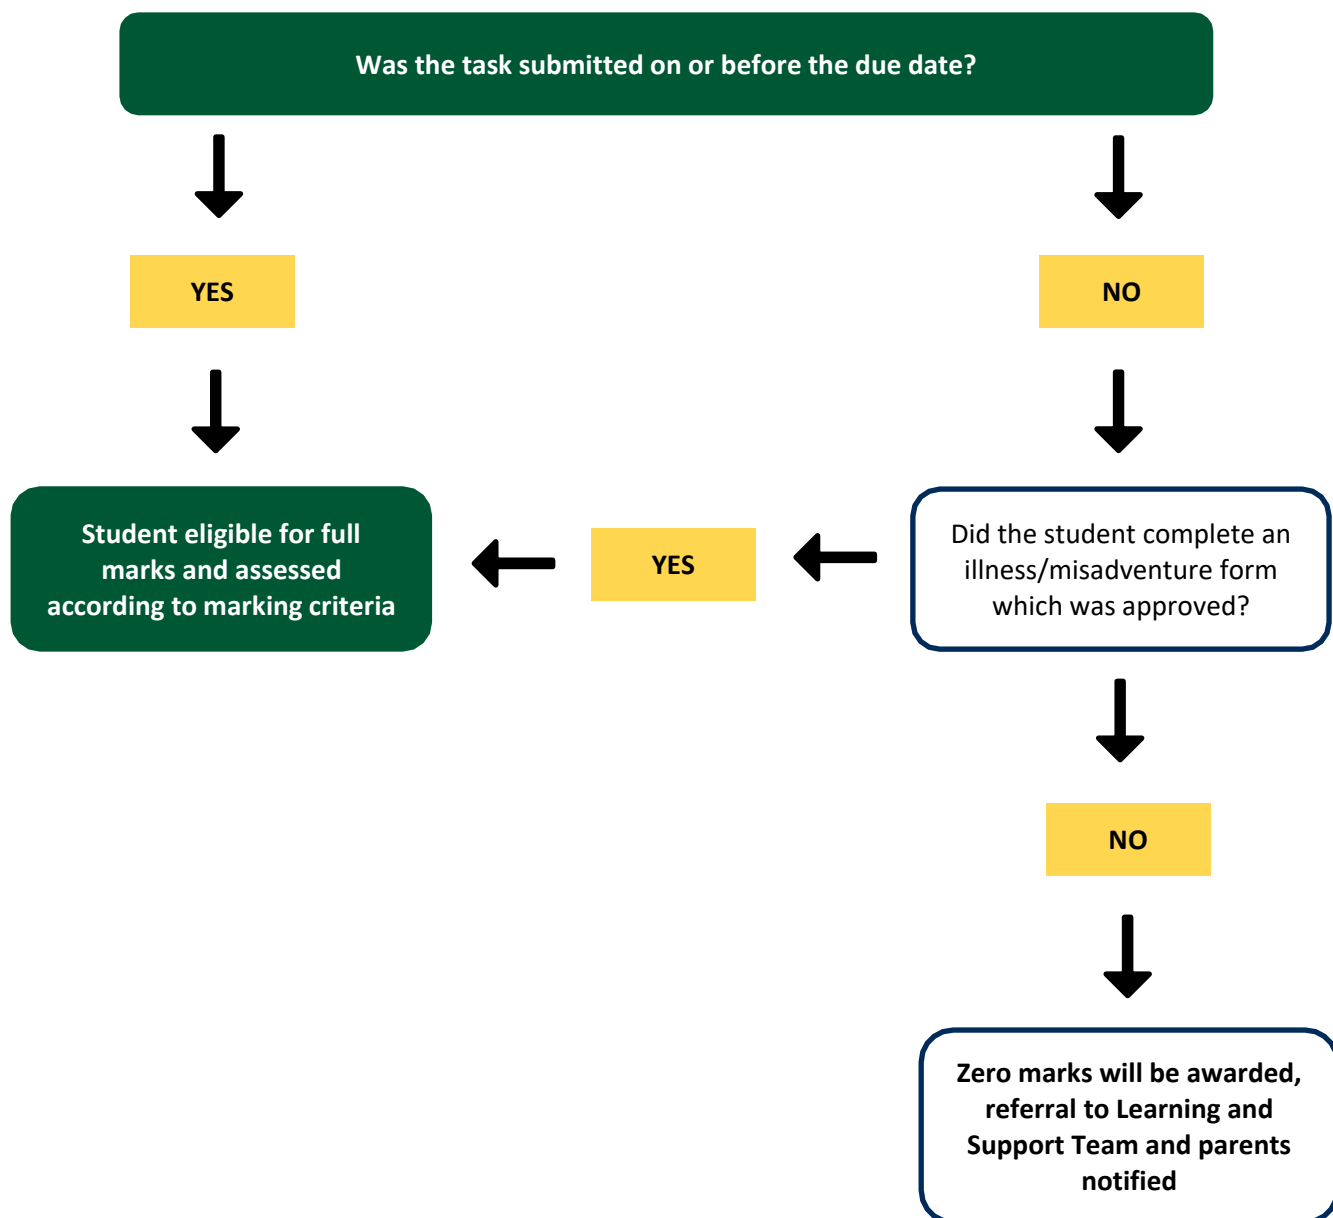 Was the task submitted on or before the due date?
YES
NO
Student eligible for full
marks and assessed
according to marking criteria
YES
Did the student complete an
illness/misadventure form
which was approved?
NO
Zero marks will be awarded,
referral to Learning and
Support Team and parents
notified